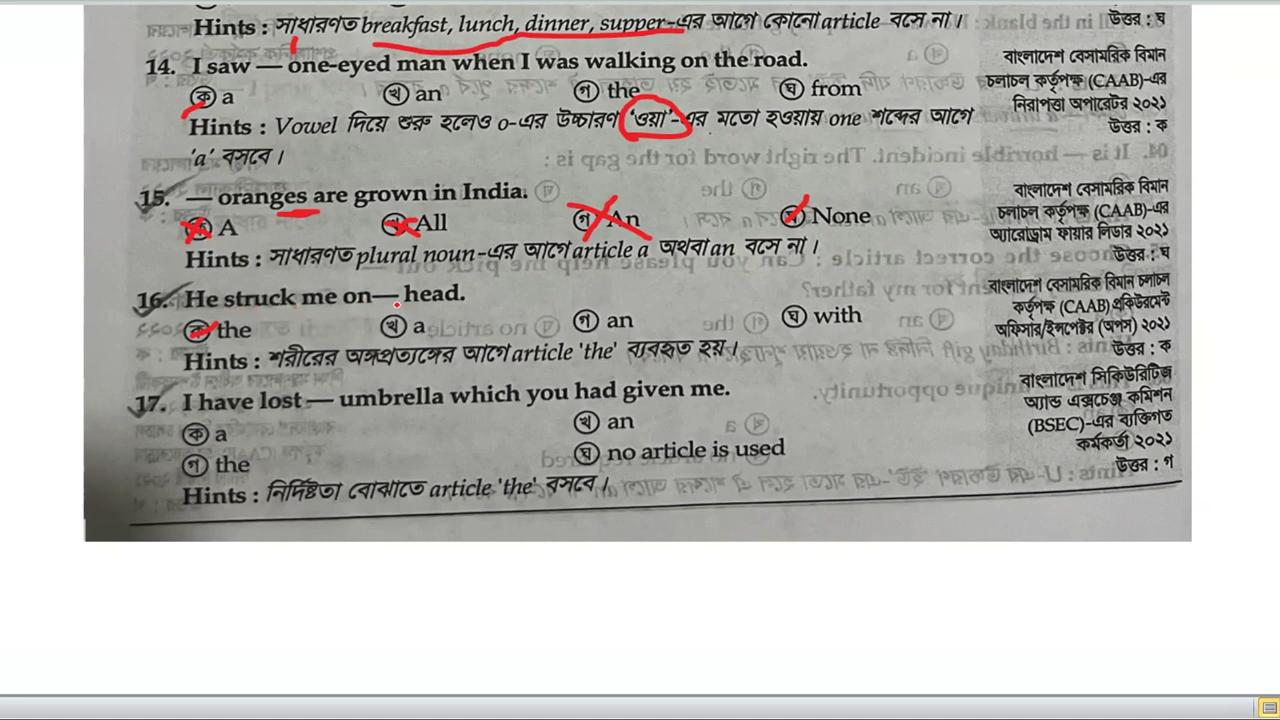 Hints : সাধারণত breakfast, lunch, dinner, supper-এর আগে কোনো article বসে না। উত্তর : ঘ
14. I saw — one-eyed man when I was walking on the road. বাংলাদেশ বেসামরিক বিমান
চলাচল কর্তৃপক্ষ (CAAB)-এর
ক a খ an গ the ঘ from নিরাপত্তা অপারেটর ২০২১
Hints : Vowel দিয়ে শুরু হলেও o-এর উচ্চারণ 'ওয়া'-এর মতো হওয়ায় one শব্দের আগে উত্তর : ক
'a' বসবে।
15. — oranges are grown in India. বাংলাদেশ বেসামরিক বিমান
চলাচল কর্তৃপক্ষ (CAAB)-এর
ক A খ All গ An ঘ None অ্যারোড্রাম ফায়ার লিডার ২০২১
Hints : সাধারণত plural noun-এর আগে article a অথবা an বসে না। উত্তর : ঘ
16. He struck me on— head. বাংলাদেশ বেসামরিক বিমান চলাচল
কর্তৃপক্ষ (CAAB) এর
ক the খ a গ an ঘ with অফিসার/ইন্সপেক্টর (অপস) ২০২১
Hints : শরীরের অঙ্গপ্রত্যঙ্গের আগে article 'the' ব্যবহৃত হয়। উত্তর : ক
17. I have lost — umbrella which you had given me. বাংলাদেশ সিকিউরিটিজ
অ্যান্ড এক্সচেঞ্জ কমিশন
ক a খ an (BSEC)-এর ব্যক্তিগত
গ the ঘ no article is used কর্মকর্তা ২০২১
Hints : নির্দিষ্টতা বোঝাতে article 'the' বসবে। উত্তর : গ